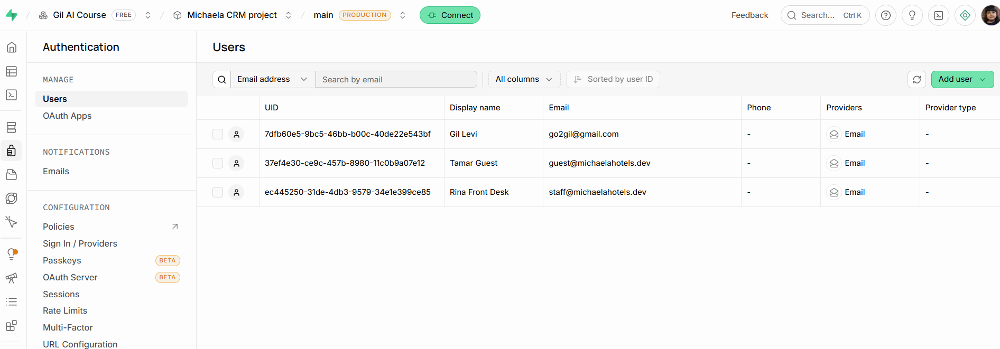 Gil AI Course FREE / Michaela CRM project / main PRODUCTION Connect Feedback Search... Ctrl K
Authentication
MANAGE
Users
OAuth Apps
NOTIFICATIONS
Emails
CONFIGURATION
Policies
Sign In / Providers
Passkeys BETA
OAuth Server BETA
Sessions
Rate Limits
Multi-Factor
URL Configuration
Users
Email address Search by email All columns Sorted by user ID Add user
UID Display name Email Phone Providers Provider type
7dfb60e5-9bc5-46bb-b00c-40de22e543bf Gil Levi go2gil@gmail.com - Email -
37ef4e30-ce9c-457b-8980-11c0b9a07e12 Tamar Guest guest@michaelahotels.dev - Email -
ec445250-31de-4db3-9579-34e1e399ce85 Rina Front Desk staff@michaelahotels.dev - Email -